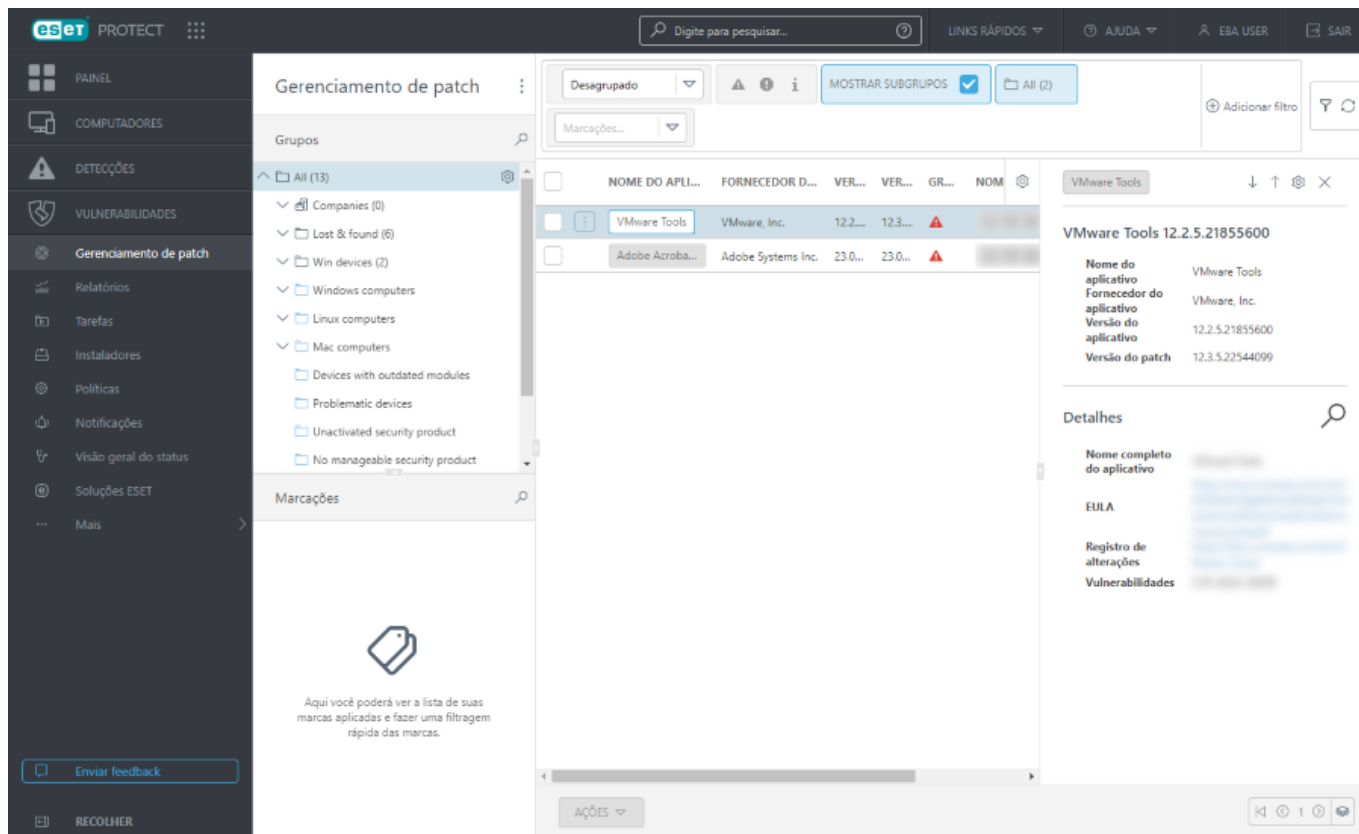 eset PROTECT
Digite para pesquisar...
LINKS RÁPIDOS
AJUDA
EBA USER
SAIR
PAINEL
COMPUTADORES
DETECÇÕES
VULNERABILIDADES
Gerenciamento de patch
Relatórios
Tarefas
Instaladores
Políticas
Notificações
Visão geral do status
Soluções ESET
Mais
Enviar feedback
RECOLHER
Gerenciamento de patch
Grupos
All (13)
Companies (0)
Lost & found (6)
Win devices (2)
Windows computers
Linux computers
Mac computers
Devices with outdated modules
Problematic devices
Unactivated security product
No manageable security product
Marcações
Aqui você poderá ver a lista de suas
marcas aplicadas e fazer uma filtragem
rápida das marcas.
Desagrupado
MOSTRAR SUBGRUPOS
All (2)
Adicionar filtro
Marcações...
NOME DO APLI... FORNECEDOR D... VER... VER... GR... NOM
VMware Tools VMware, Inc. 12.2.... 12.3....
Adobe Acroba... Adobe Systems Inc. 23.0... 23.0...
AÇÕES
VMware Tools
VMware Tools 12.2.5.21855600
Nome do
aplicativo
VMware Tools
Fornecedor do
aplicativo
VMware, Inc.
Versão do
aplicativo
12.2.5.21855600
Versão do patch 12.3.5.22544099
Detalhes
Nome completo
do aplicativo
EULA
Registro de
alterações
Vulnerabilidades
1